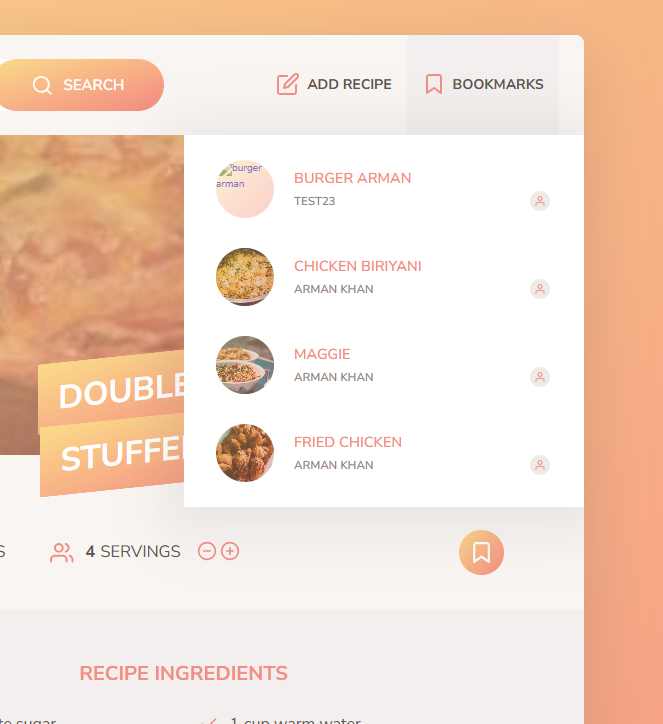 SEARCH
ADD RECIPE
BOOKMARKS
burger
arman
BURGER ARMAN
TEST23
CHICKEN BIRIYANI
ARMAN KHAN
MAGGIE
ARMAN KHAN
FRIED CHICKEN
ARMAN KHAN
DOUBLE
STUFFE
S
4 SERVINGS
RECIPE INGREDIENTS
sugar
1 cup warm water